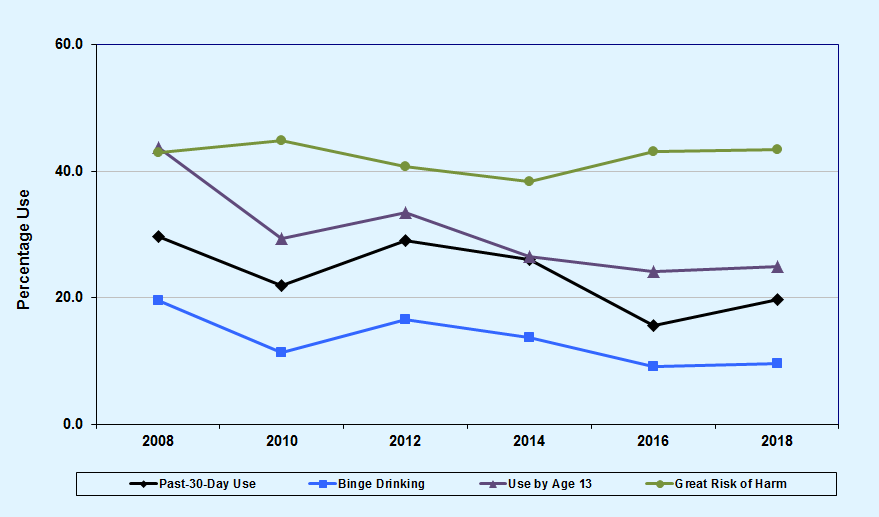 60.0
40.0
20.0
0.0
Percentage Use
2008 2010 2012 2014 2016 2018
Past-30-Day Use Binge Drinking Use by Age 13 Great Risk of Harm